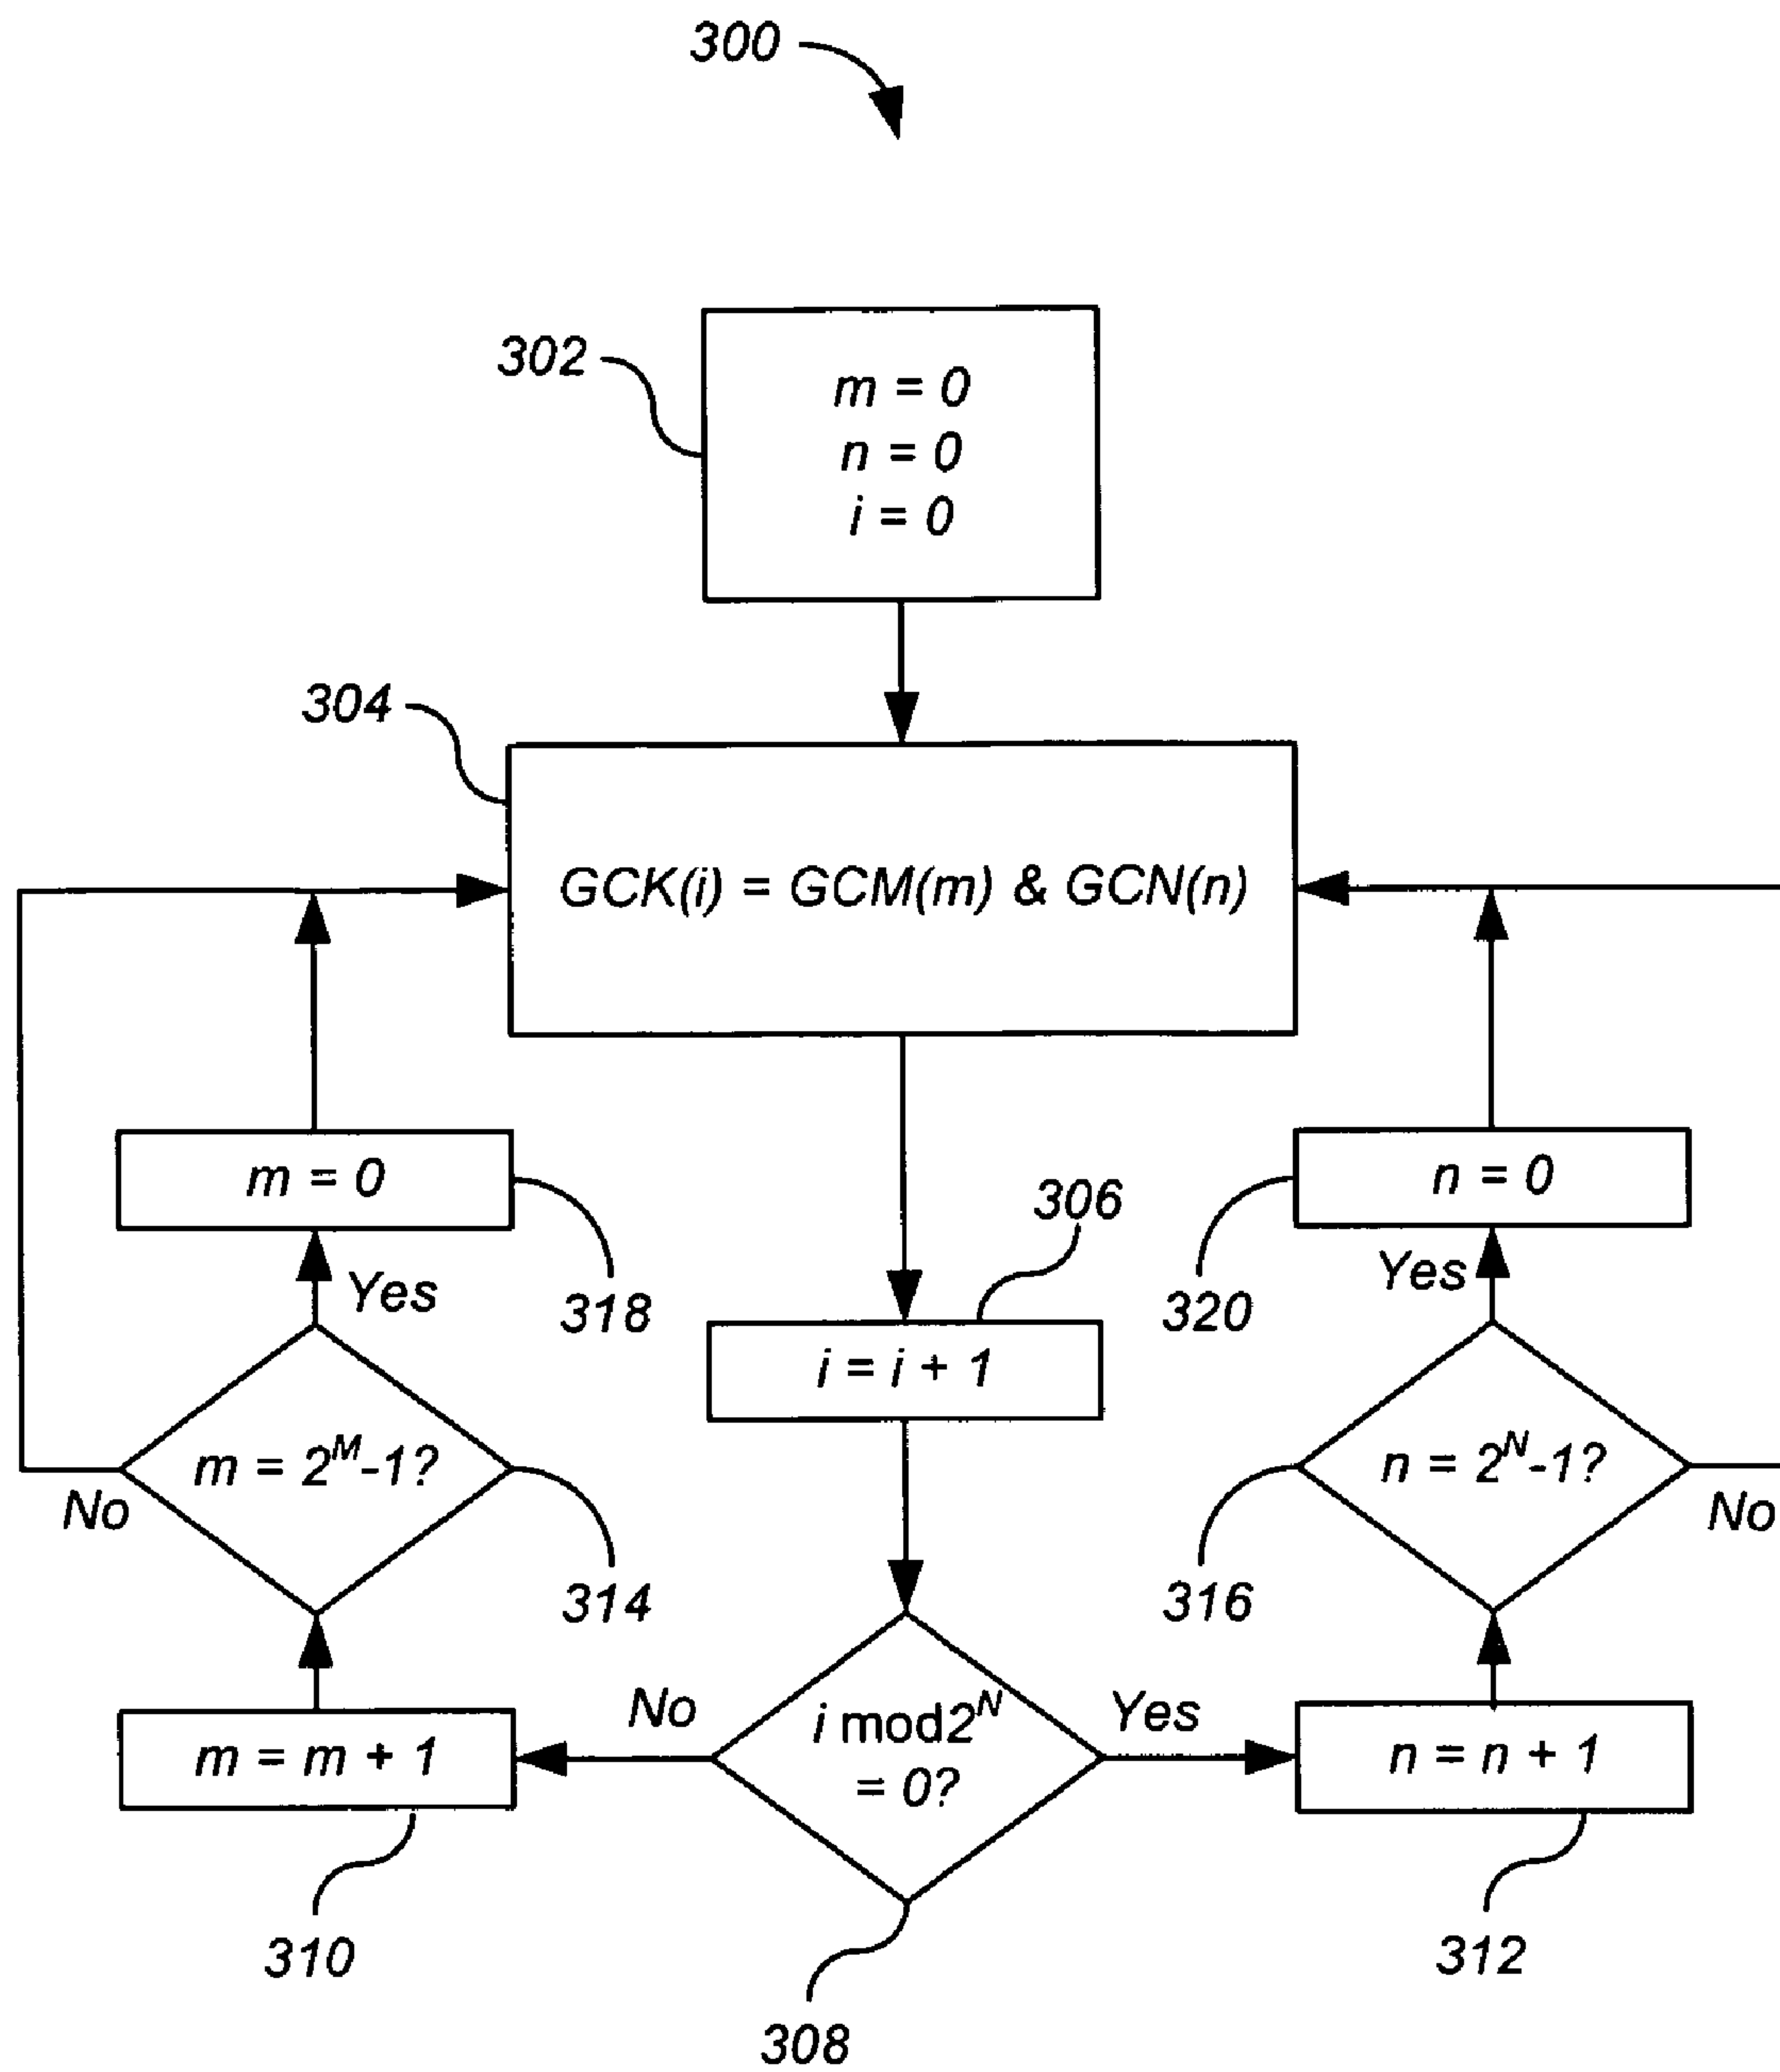 300
302
m = 0
n = 0
i = 0
304
GCK(i) = GCM(m) & GCN(n)
m = 0
318
306
i = i + 1
320
n = 0
Yes
Yes
m = 2^M-1?
No
314
n = 2^N-1?
No
316
m = m + 1
310
No
i mod2^N
= 0?
308
Yes
n = n + 1
312